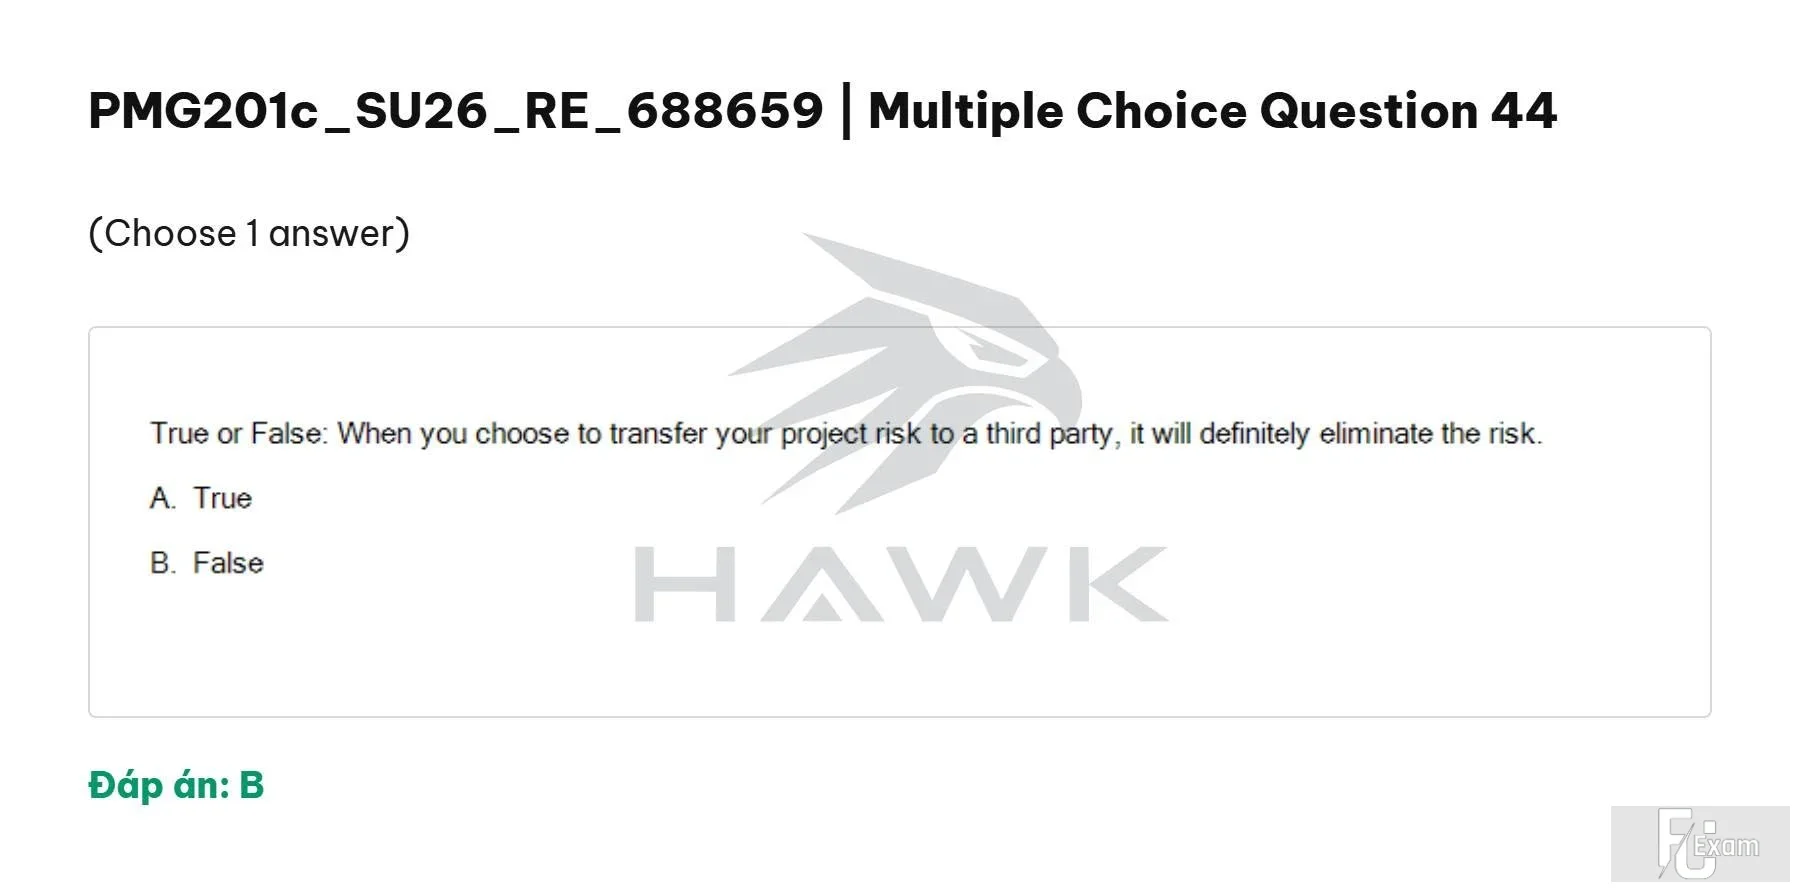 PMG201c_SU26_RE_688659 | Multiple Choice Question 44
(Choose 1 answer)
True or False: When you choose to transfer your project risk to a third party, it will definitely eliminate the risk.
A. True
B. False
HAWK
Đáp án: B
FU Exam